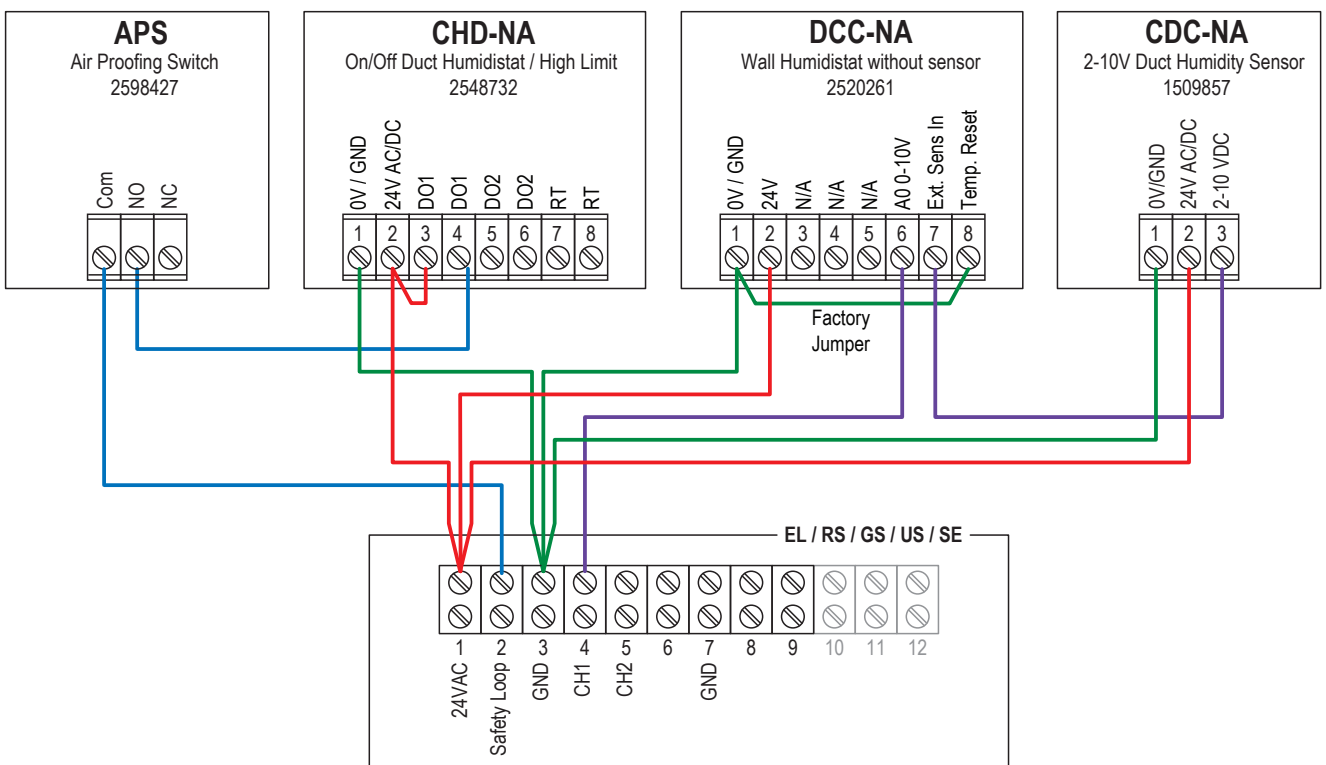 APS
Air Proofing Switch
2598427
Com
NO
NC
CHD-NA
On/Off Duct Humidistat / High Limit
2548732
0V / GND
24V AC/DC
DO1
DO1
DO2
DO2
RT
RT
1 2 3 4 5 6 7 8
DCC-NA
Wall Humidistat without sensor
2520261
0V / GND
24V
N/A
N/A
N/A
A0 0-10V
Ext. Sens In
Temp. Reset
1 2 3 4 5 6 7 8
Factory
Jumper
CDC-NA
2-10V Duct Humidity Sensor
1509857
0V/GND
24V AC/DC
2-10 VDC
1 2 3
EL / RS / GS / US / SE
1 2 3 4 5 6 7 8 9 10 11 12
24VAC
Safety Loop
GND
CH1
CH2
GND